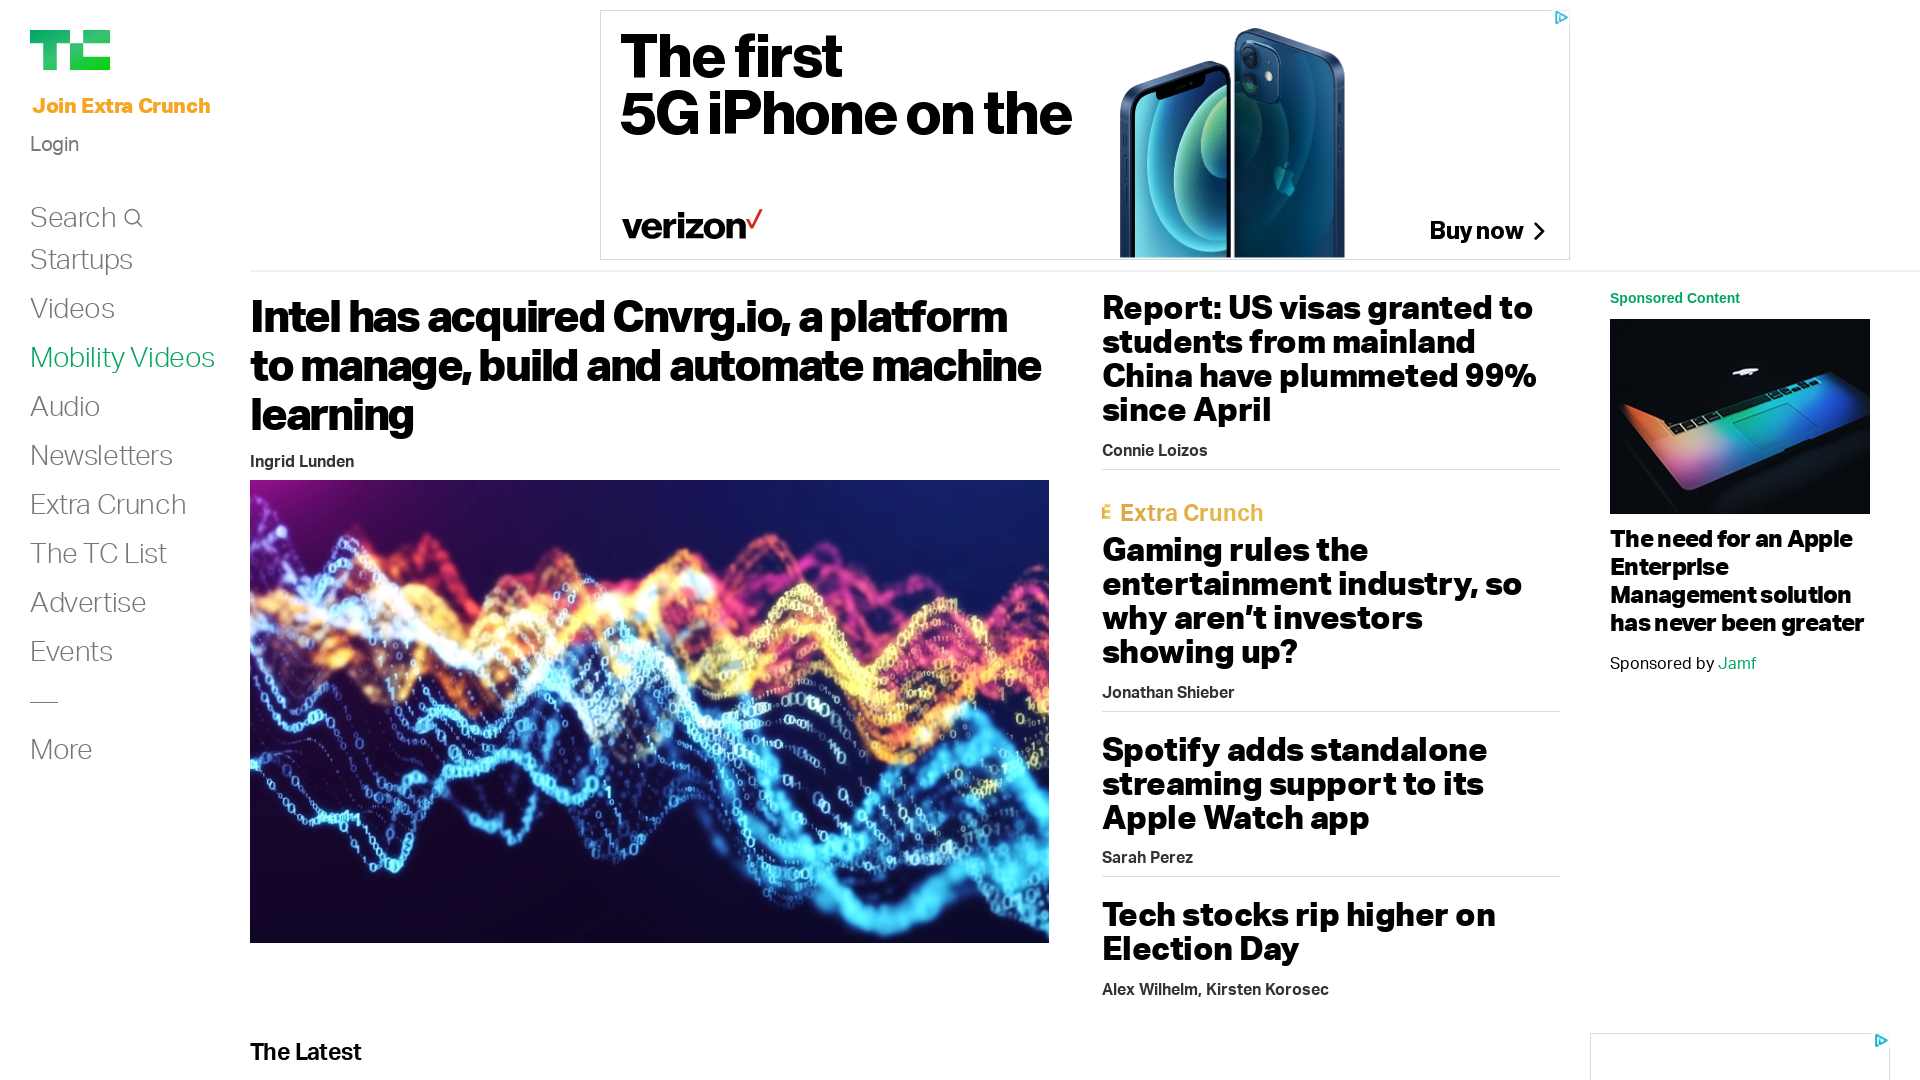 TC
Join Extra Crunch
Login
Search
Startups
Videos
Mobility Videos
Audio
Newsletters
Extra Crunch
The TC List
Advertise
Events
More
The first
5G iPhone on the
verizon
Buy now
Intel has acquired Cnvrg.io, a platform
to manage, build and automate machine
learning
Ingrid Lunden
Report: US visas granted to
students from mainland
China have plummeted 99%
since April
Connie Loizos
Extra Crunch
Gaming rules the
entertainment industry, so
why aren’t investors
showing up?
Jonathan Shieber
Spotify adds standalone
streaming support to its
Apple Watch app
Sarah Perez
Tech stocks rip higher on
Election Day
Alex Wilhelm, Kirsten Korosec
Sponsored Content
The need for an Apple
Enterprise
Management solution
has never been greater
Sponsored by Jamf
The Latest